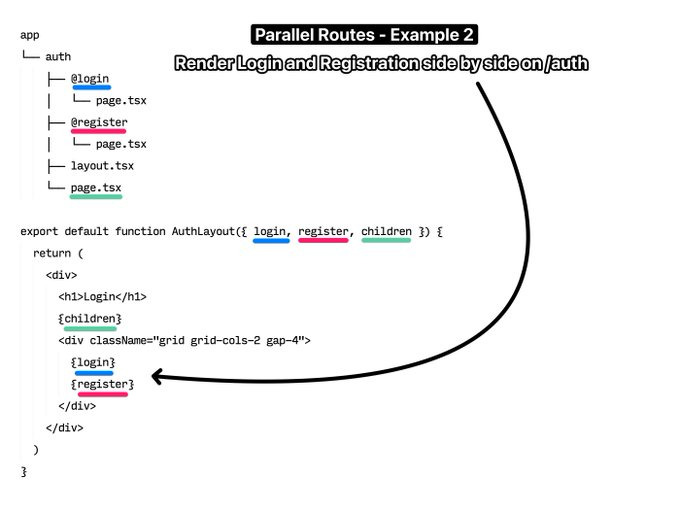 Parallel Routes - Example 2
Render Login and Registration side by side on /auth
app
└── auth
    ├── @login
    │   └── page.tsx
    ├── @register
    │   └── page.tsx
    ├── layout.tsx
    └── page.tsx
export default function AuthLayout({ login, register, children }) {
  return (
    <div>
      <h1>Login</h1>
      {children}
      <div className="grid grid-cols-2 gap-4">
        {login}
        {register}
      </div>
    </div>
  )
}